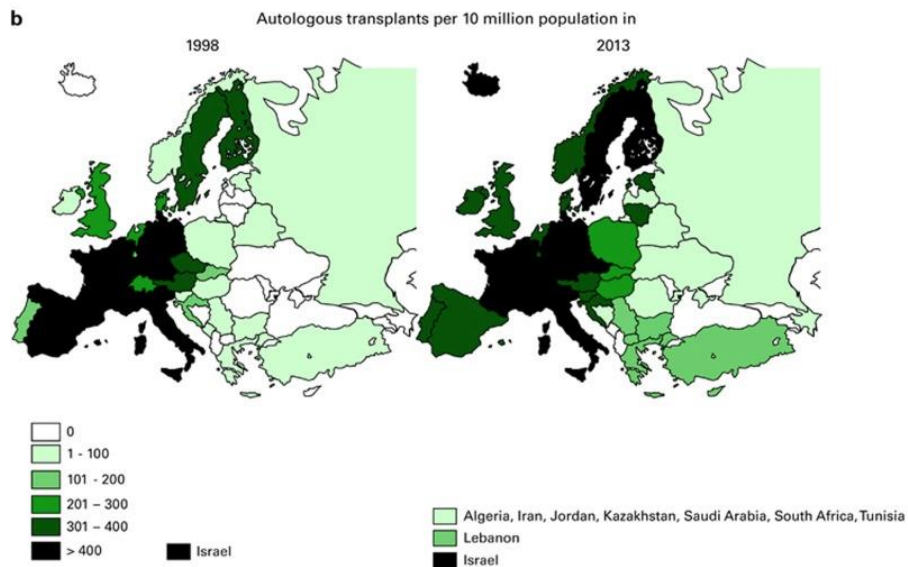 b
Autologous transplants per 10 million population in
1998
2013
0
1 - 100
101 - 200
201 – 300
301 – 400
> 400
Israel
Algeria, Iran, Jordan, Kazakhstan, Saudi Arabia, South Africa, Tunisia
Lebanon
Israel